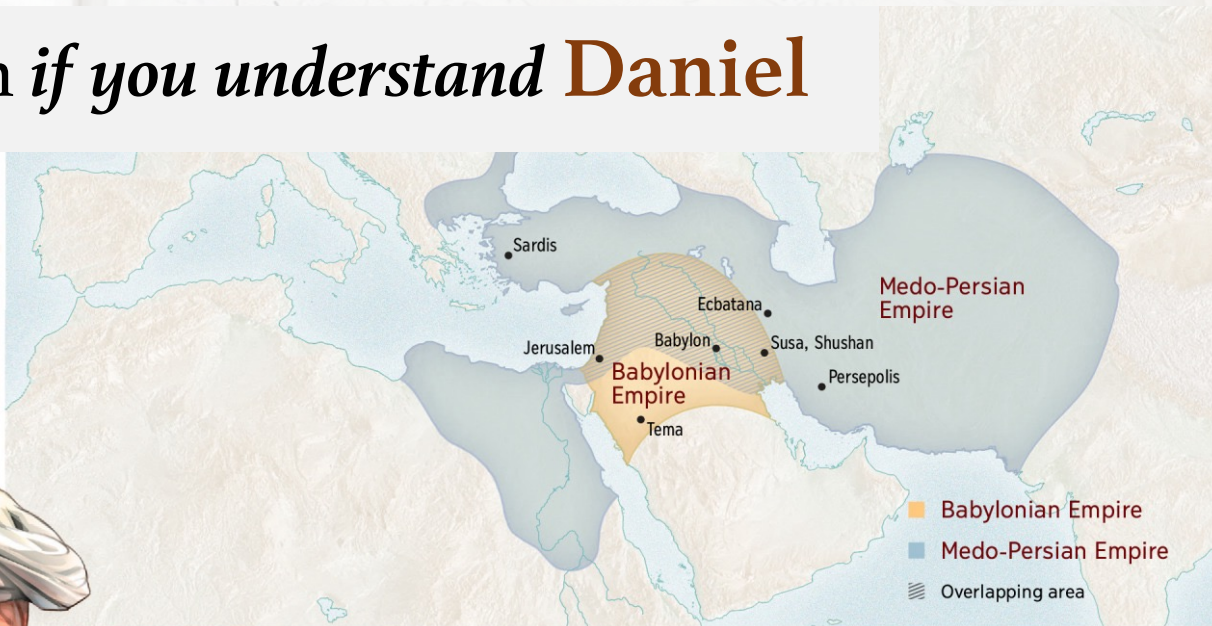 if you understand Daniel
Sardis
Medo-Persian
Empire
Ecbatana
Babylon
Susa, Shushan
Jerusalem
Babylonian
Empire
Persepolis
Tema
Babylonian Empire
Medo-Persian Empire
Overlapping area